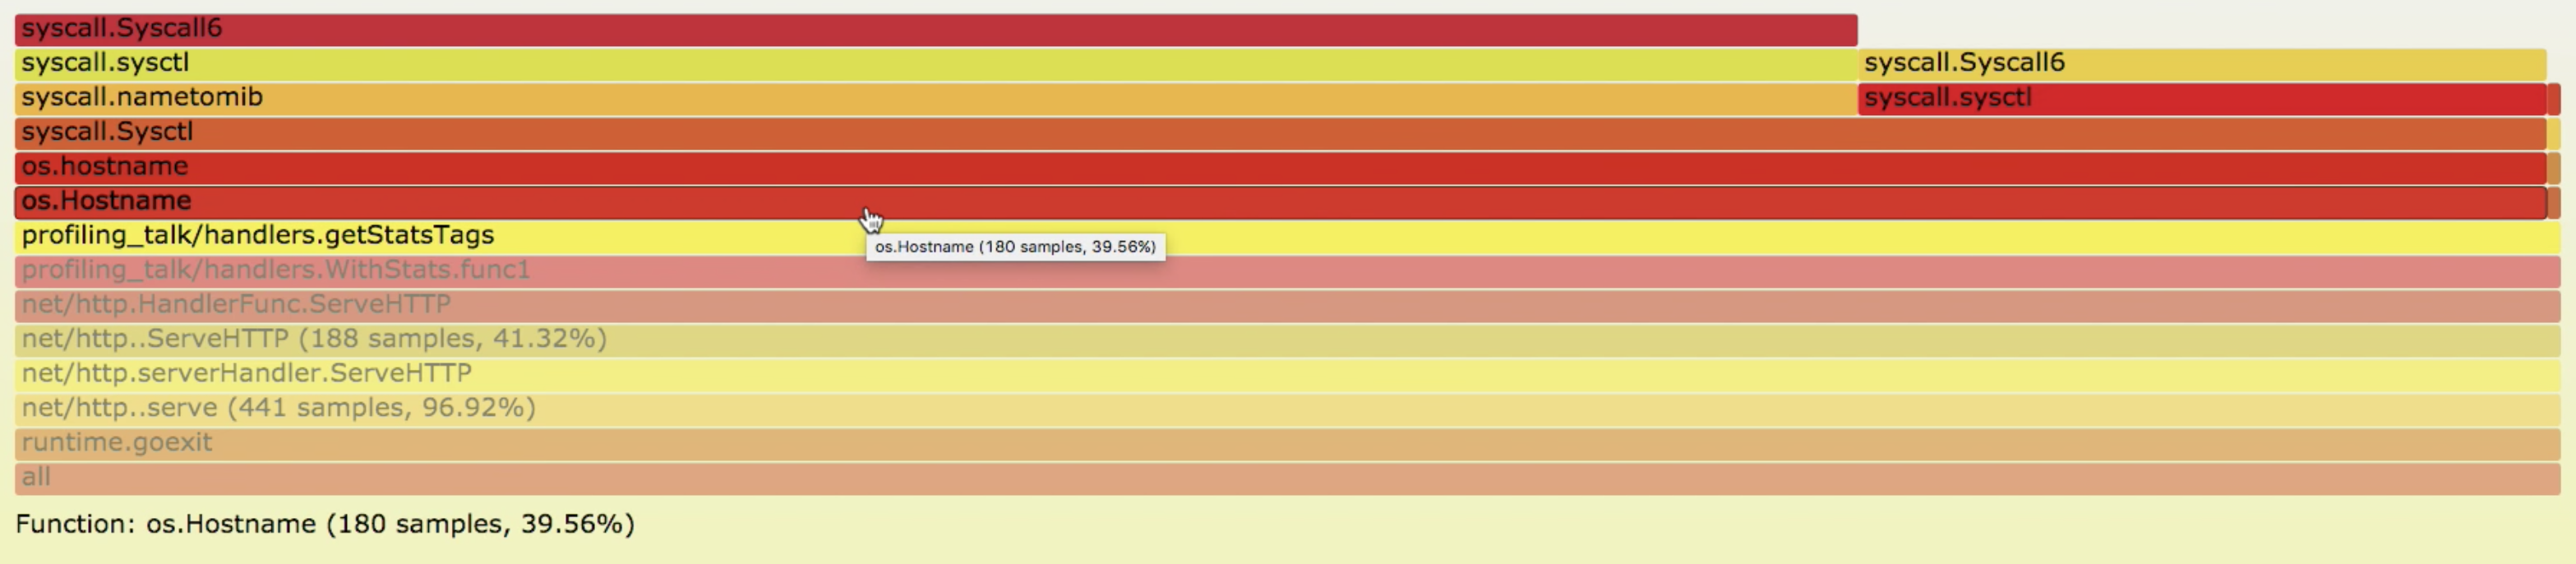 syscall.Syscall6
syscall.sysctl syscall.Syscall6
syscall.nametomib syscall.sysctl
syscall.Sysctl
os.hostname
os.Hostname
profiling_talk/handlers.getStatsTags
os.Hostname (180 samples, 39.56%)
profiling_talk/handlers.WithStats.func1
net/http.HandlerFunc.ServeHTTP
net/http..ServeHTTP (188 samples, 41.32%)
net/http.serverHandler.ServeHTTP
net/http..serve (441 samples, 96.92%)
runtime.goexit
all
Function: os.Hostname (180 samples, 39.56%)